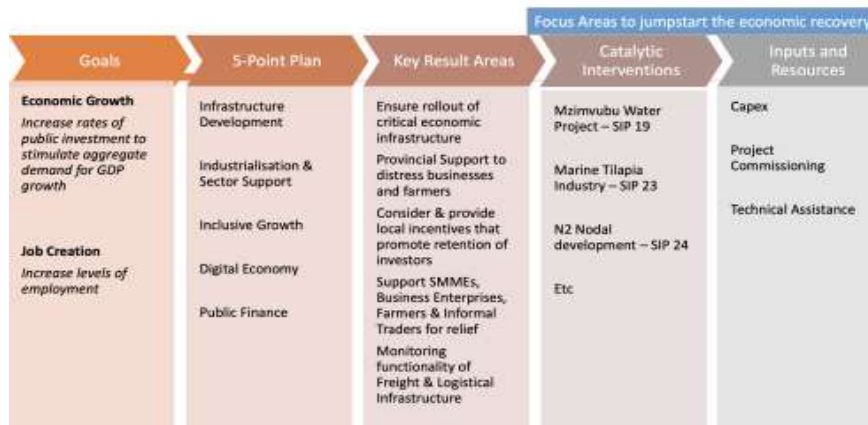 Focus Areas to jumpstart the economic recovery
Goals
5-Point Plan
Key Result Areas
Catalytic
Interventions
Inputs and
Resources
Economic Growth
Increase rates of
public investment to
stimulate aggregate
demand for GDP
growth
Job Creation
Increase levels of
employment
Infrastructure
Development
Industrialisation &
Sector Support
Inclusive Growth
Digital Economy
Public Finance
Ensure rollout of
critical economic
infrastructure
Provincial Support to
distress businesses
and farmers
Consider & provide
local incentives that
promote retention of
investors
Support SMMEs,
Business Enterprises,
Farmers & Informal
Traders for relief
Monitoring
functionality of
Freight & Logistical
Infrastructure
Mzimvubu Water
Project – SIP 19
Marine Tilapia
Industry – SIP 23
N2 Nodal
development – SIP 24
Etc
Capex
Project
Commissioning
Technical Assistance